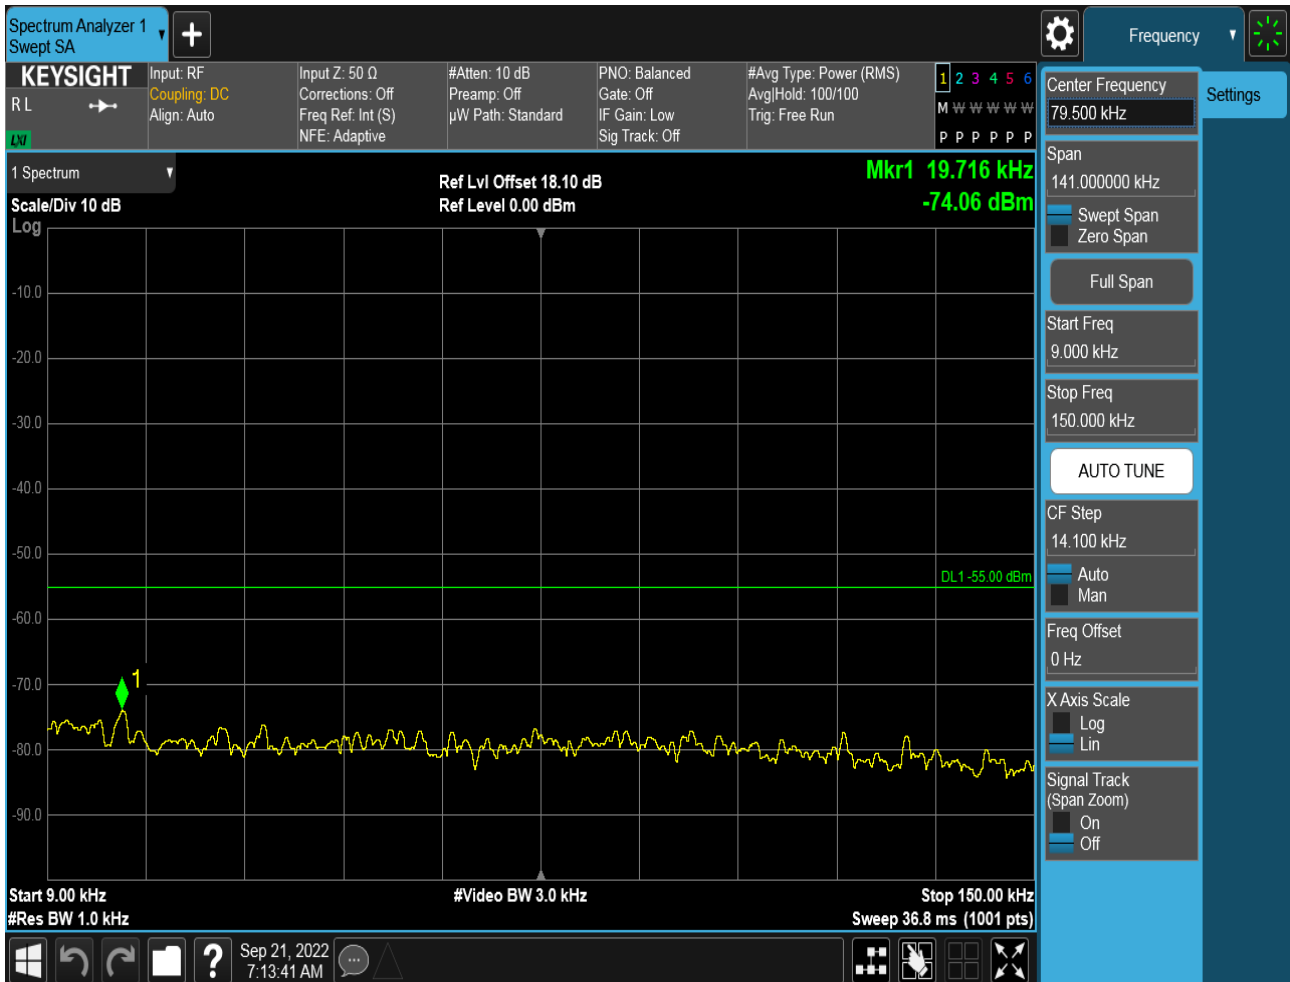 Spectrum Analyzer 1
Swept SA
Frequency
KEYSIGHT
R L
LXI
Input: RF
Coupling: DC
Align: Auto
Input Z: 50 Ω
Corrections: Off
Freq Ref: Int (S)
NFE: Adaptive
#Atten: 10 dB
Preamp: Off
µW Path: Standard
PNO: Balanced
Gate: Off
IF Gain: Low
Sig Track: Off
#Avg Type: Power (RMS)
Avg|Hold: 100/100
Trig: Free Run
1 2 3 4 5 6
M W W W W W
P P P P P P
1 Spectrum
Scale/Div 10 dB
Log
Ref Lvl Offset 18.10 dB
Ref Level 0.00 dBm
Mkr1 19.716 kHz
-74.06 dBm
-10.0
-20.0
-30.0
-40.0
-50.0
DL1 -55.00 dBm
-60.0
1
-70.0
-80.0
-90.0
Start 9.00 kHz
#Res BW 1.0 kHz
#Video BW 3.0 kHz
Stop 150.00 kHz
Sweep 36.8 ms (1001 pts)
?
Sep 21, 2022
7:13:41 AM
Center Frequency
79.500 kHz
Settings
Span
141.000000 kHz
Swept Span
Zero Span
Full Span
Start Freq
9.000 kHz
Stop Freq
150.000 kHz
AUTO TUNE
CF Step
14.100 kHz
Auto
Man
Freq Offset
0 Hz
X Axis Scale
Log
Lin
Signal Track
(Span Zoom)
On
Off